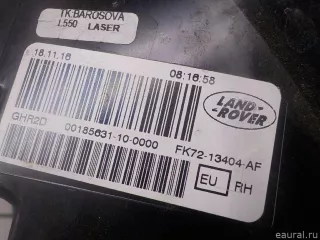 TK:BAROSOVA
L550 LASER
18.11.16 08:16:58
LAND-
ROVER
GHR2D 00185631-10-0000 FK72-13404-AF
EU RH
© eaural.ru